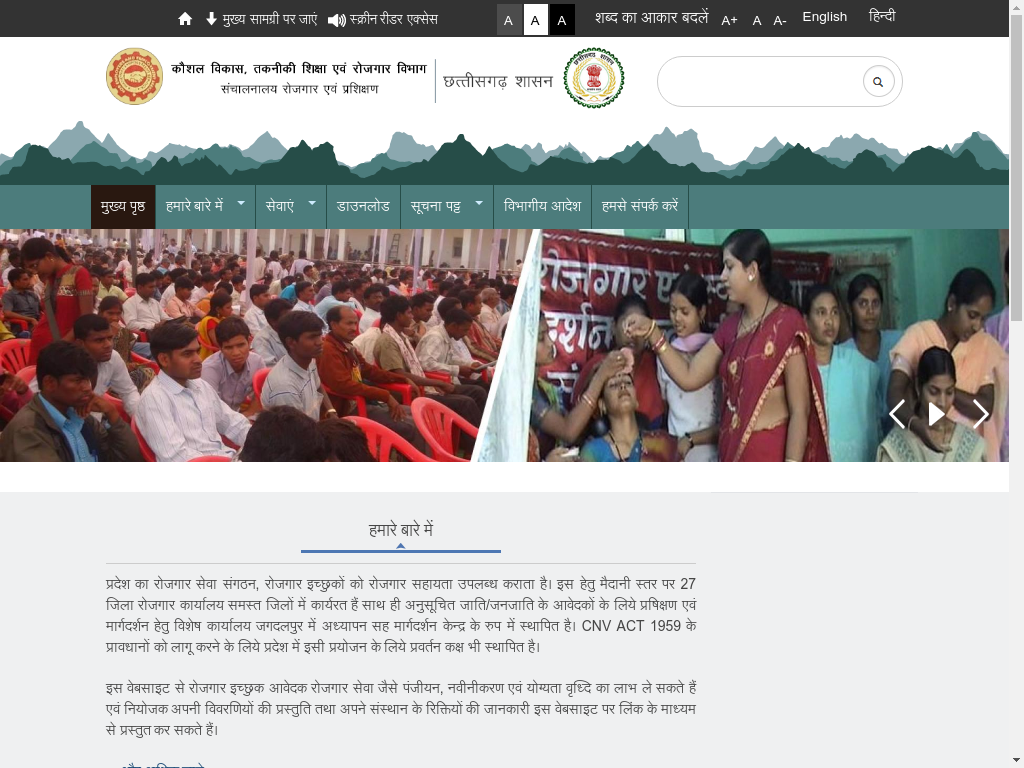 मुख्य सामग्री पर जाएं स्क्रीन रीडर एक्सेस A A A शब्द का आकार बदलें A+ A A- English हिन्दी
कौशल विकास, तकनीकी शिक्षा एवं रोजगार विभाग
संचालनालय रोजगार एवं प्रशिक्षण
छत्तीसगढ़ शासन
मुख्य पृष्ठ हमारे बारे में सेवाएं डाउनलोड सूचना पट्ट विभागीय आदेश हमसे संपर्क करें
हमारे बारे में
प्रदेश का रोजगार सेवा संगठन, रोजगार इच्छुकों को रोजगार सहायता उपलब्ध कराता है। इस हेतु मैदानी स्तर पर 27
जिला रोजगार कार्यालय समस्त जिलों में कार्यरत हैं साथ ही अनुसूचित जाति/जनजाति के आवेदकों के लिये प्रषिक्षण एवं
मार्गदर्शन हेतु विशेष कार्यालय जगदलपुर में अध्यापन सह मार्गदर्शन केन्द्र के रुप में स्थापित है। CNV ACT 1959 के
प्रावधानों को लागू करने के लिये प्रदेश में इसी प्रयोजन के लिये प्रवर्तन कक्ष भी स्थापित है।
इस वेबसाइट से रोजगार इच्छुक आवेदक रोजगार सेवा जैसे पंजीयन, नवीनीकरण एवं योग्यता वृध्दि का लाभ ले सकते हैं
एवं नियोजक अपनी विवरणियों की प्रस्तुति तथा अपने संस्थान के रिक्तियों की जानकारी इस वेबसाइट पर लिंक के माध्यम
से प्रस्तुत कर सकते हैं।